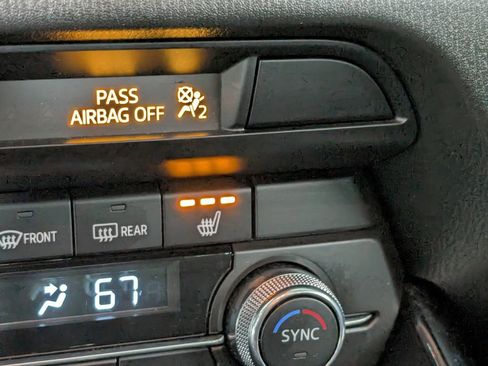 PASS
AIRBAG OFF 2
FRONT REAR
67
SYNC